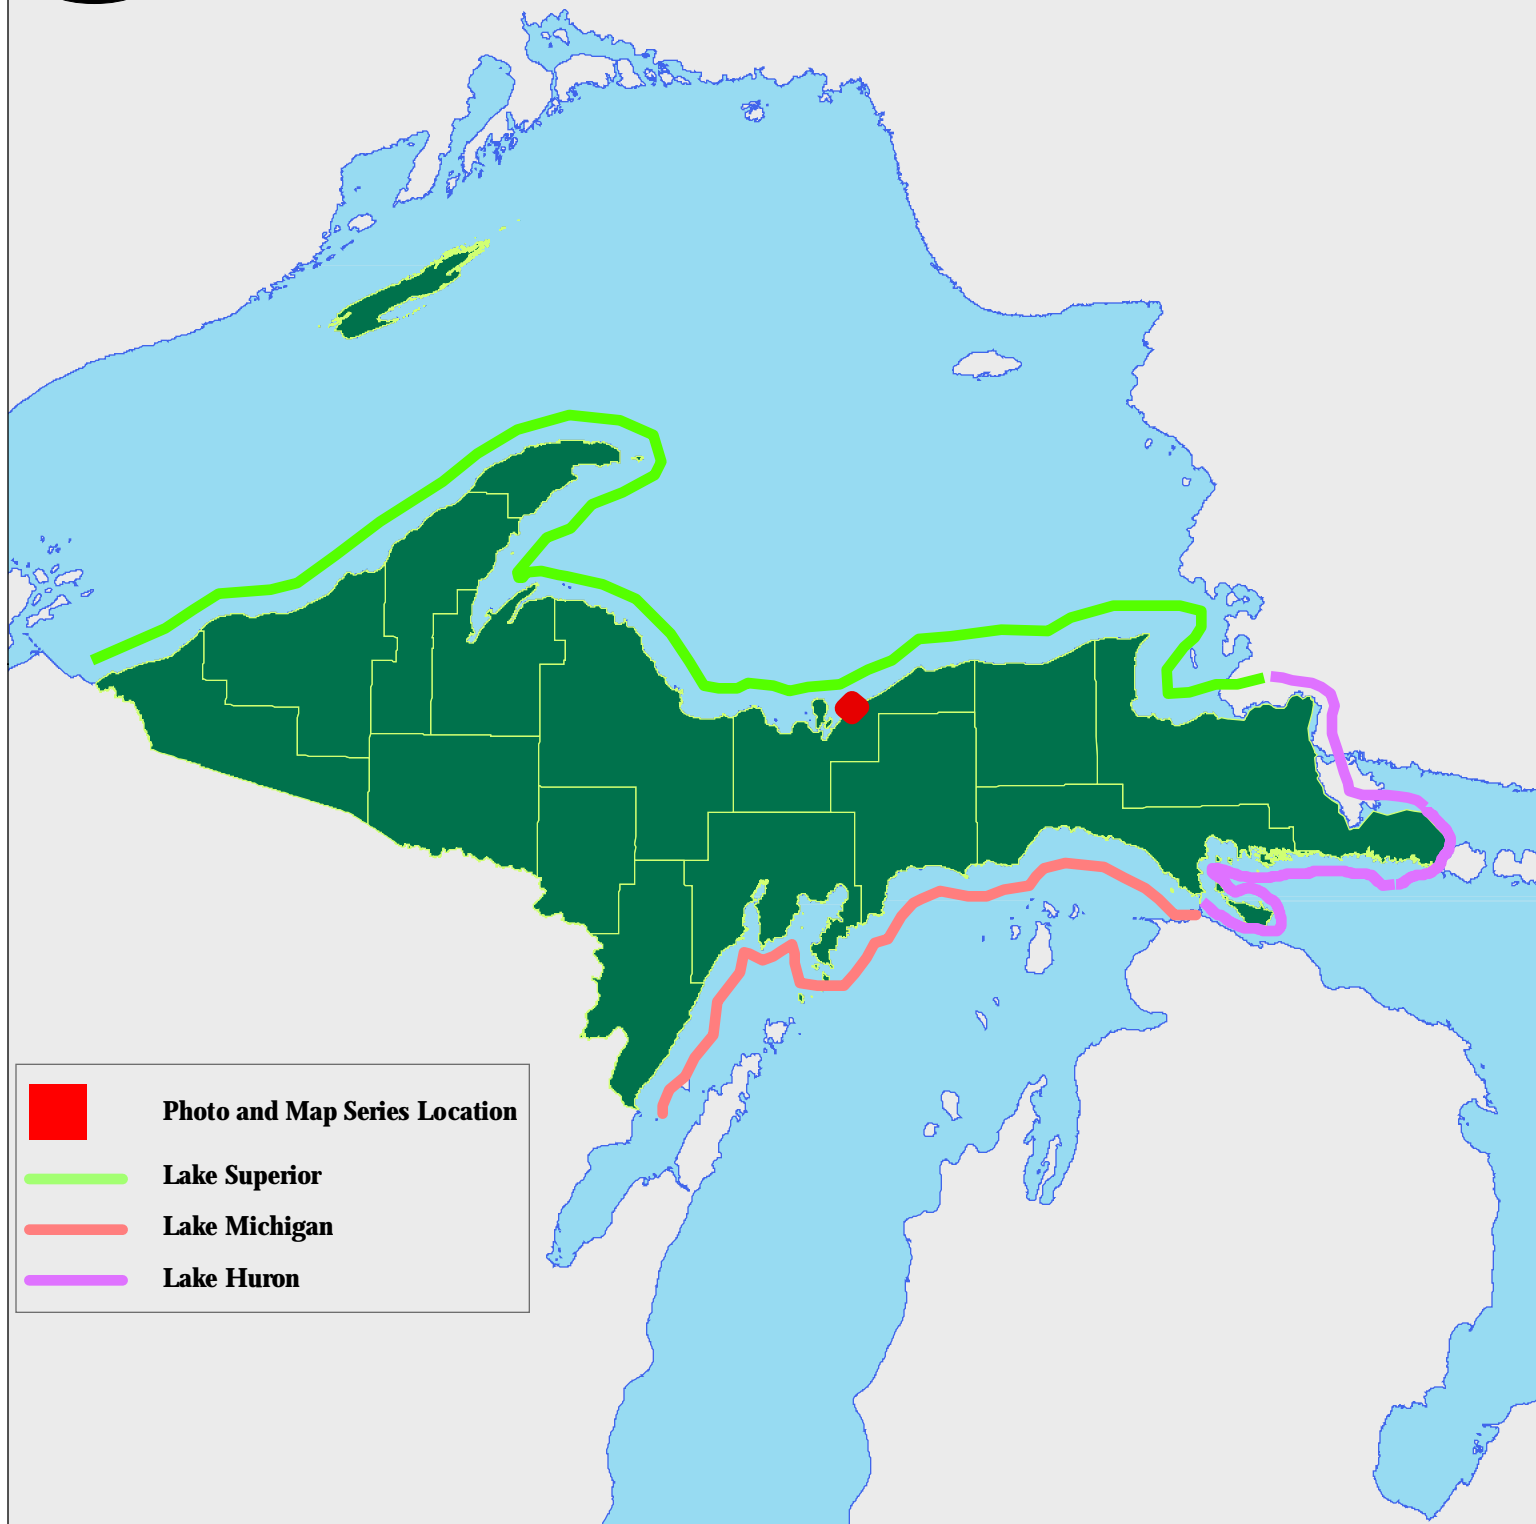 Photo and Map Series Location
Lake Superior
Lake Michigan
Lake Huron